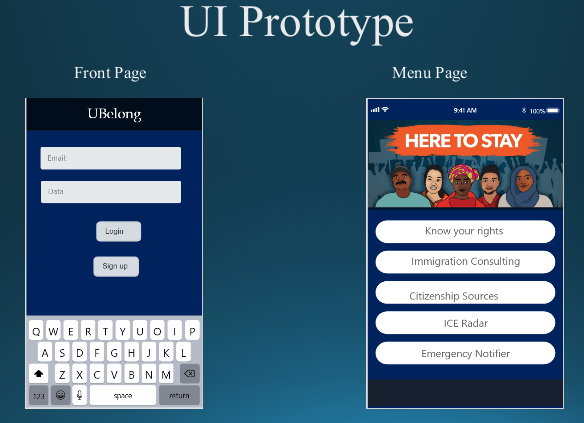 UI Prototype
Front Page
Menu Page
UBelong
Email:
Data
Login
Sign up
Q W E R T Y U O I P
A S D F G H J K L
Z X C V B N M
123 space return
9:41 AM 100%
HERE TO STAY
Know your rights
Immigration Consulting
Citizenship Sources
ICE Radar
Emergency Notifier